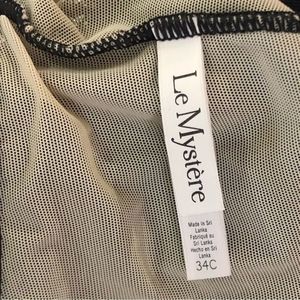 Le Mystère
Made in Sri
Lanka
Fabriqué au
Sri Lanka
Hecho en Sri
Lanka
34C